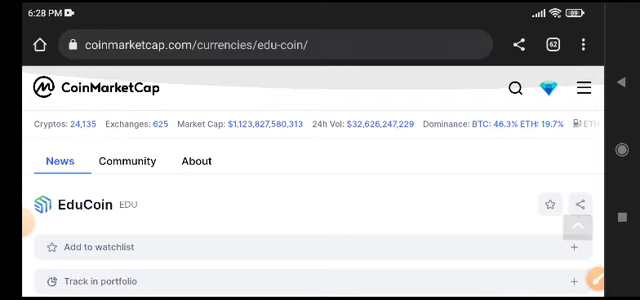 6:28 PM
coinmarketcap.com/currencies/edu-coin/
62
CoinMarketCap
Cryptos: 24,135 Exchanges: 625 Market Cap: $1,123,827,580,313 24h Vol: $32,626,247,229 Dominance: BTC: 46.3% ETH: 19.7% ETH
News Community About
EduCoin EDU
Add to watchlist +
Track in portfolio +